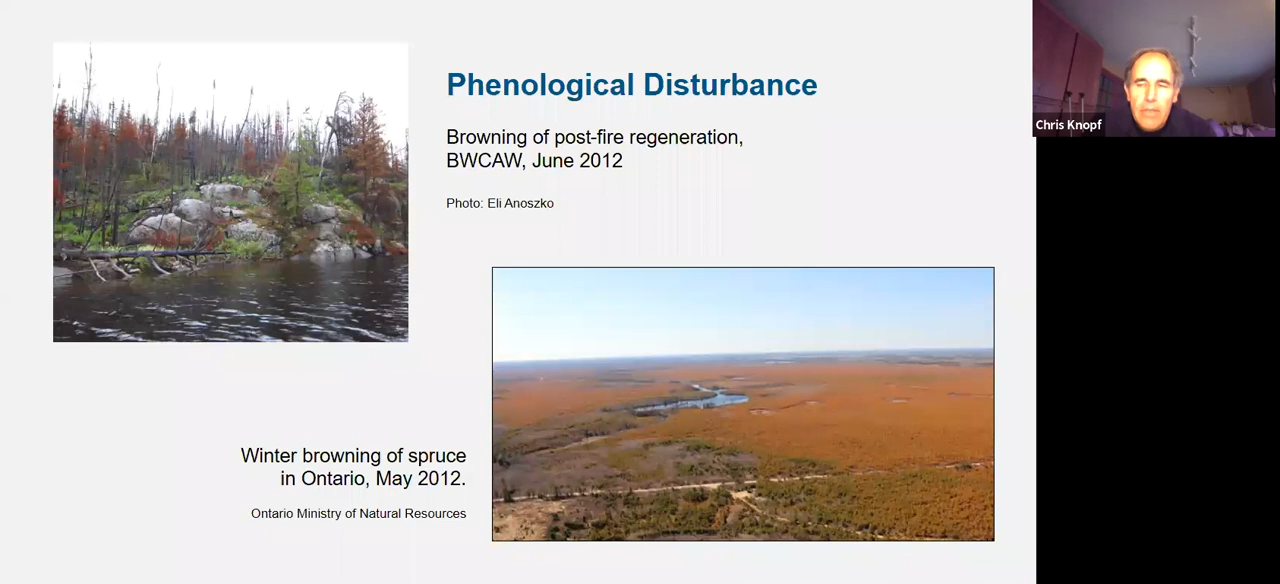 Phenological Disturbance
Browning of post-fire regeneration,
BWCAW, June 2012
Photo: Eli Anoszko
Winter browning of spruce
in Ontario, May 2012.
Ontario Ministry of Natural Resources
Chris Knopf